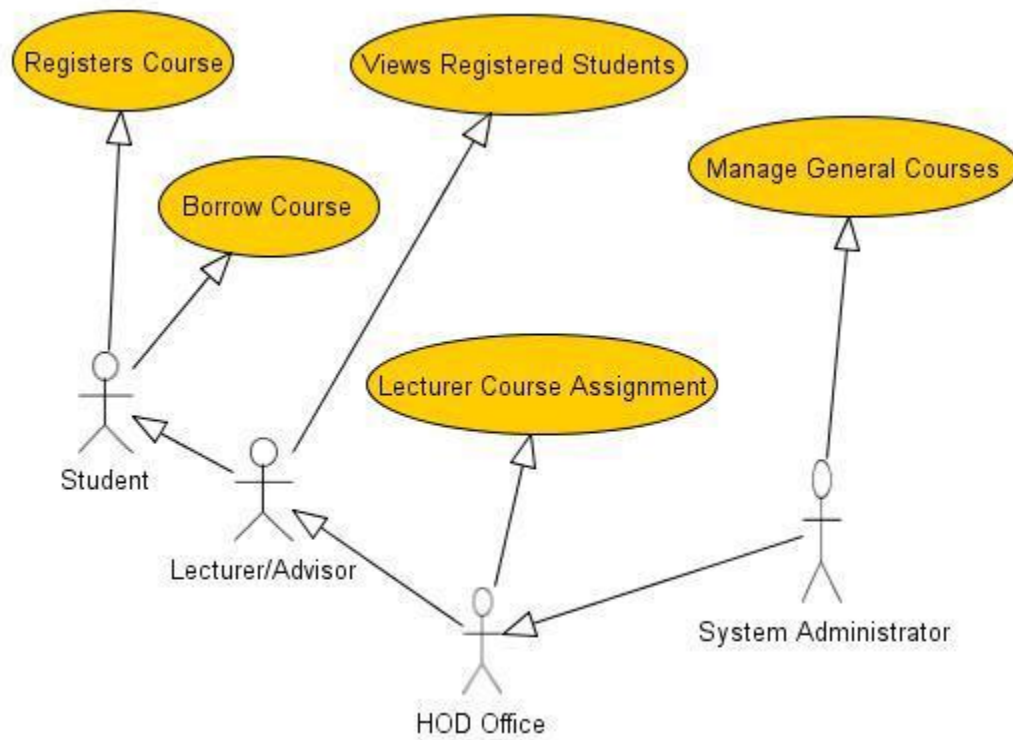 Registers Course
Views Registered Students
Manage General Courses
Borrow Course
Lecturer Course Assignment
Student
Lecturer/Advisor
System Administrator
HOD Office